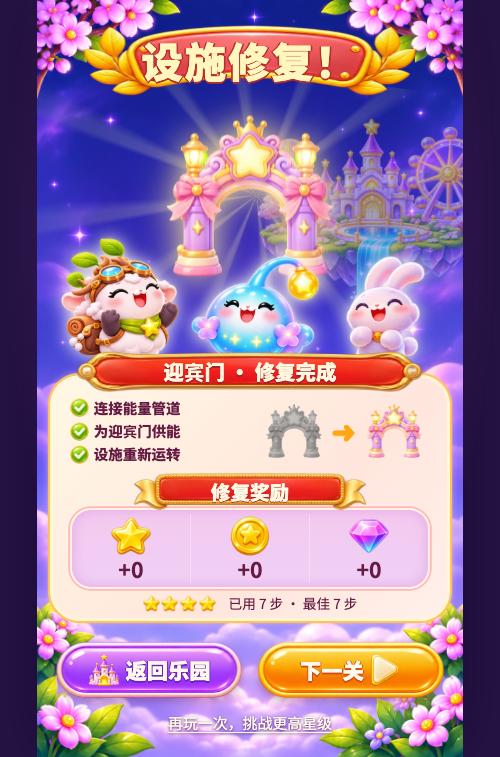 设施修复！
迎宾门·修复完成
连接能量管道
为迎宾门供能
设施重新运转
修复奖励
+0 +0 +0
已用 7 步 · 最佳 7 步
返回乐园 下一关
再玩一次，挑战更高星级